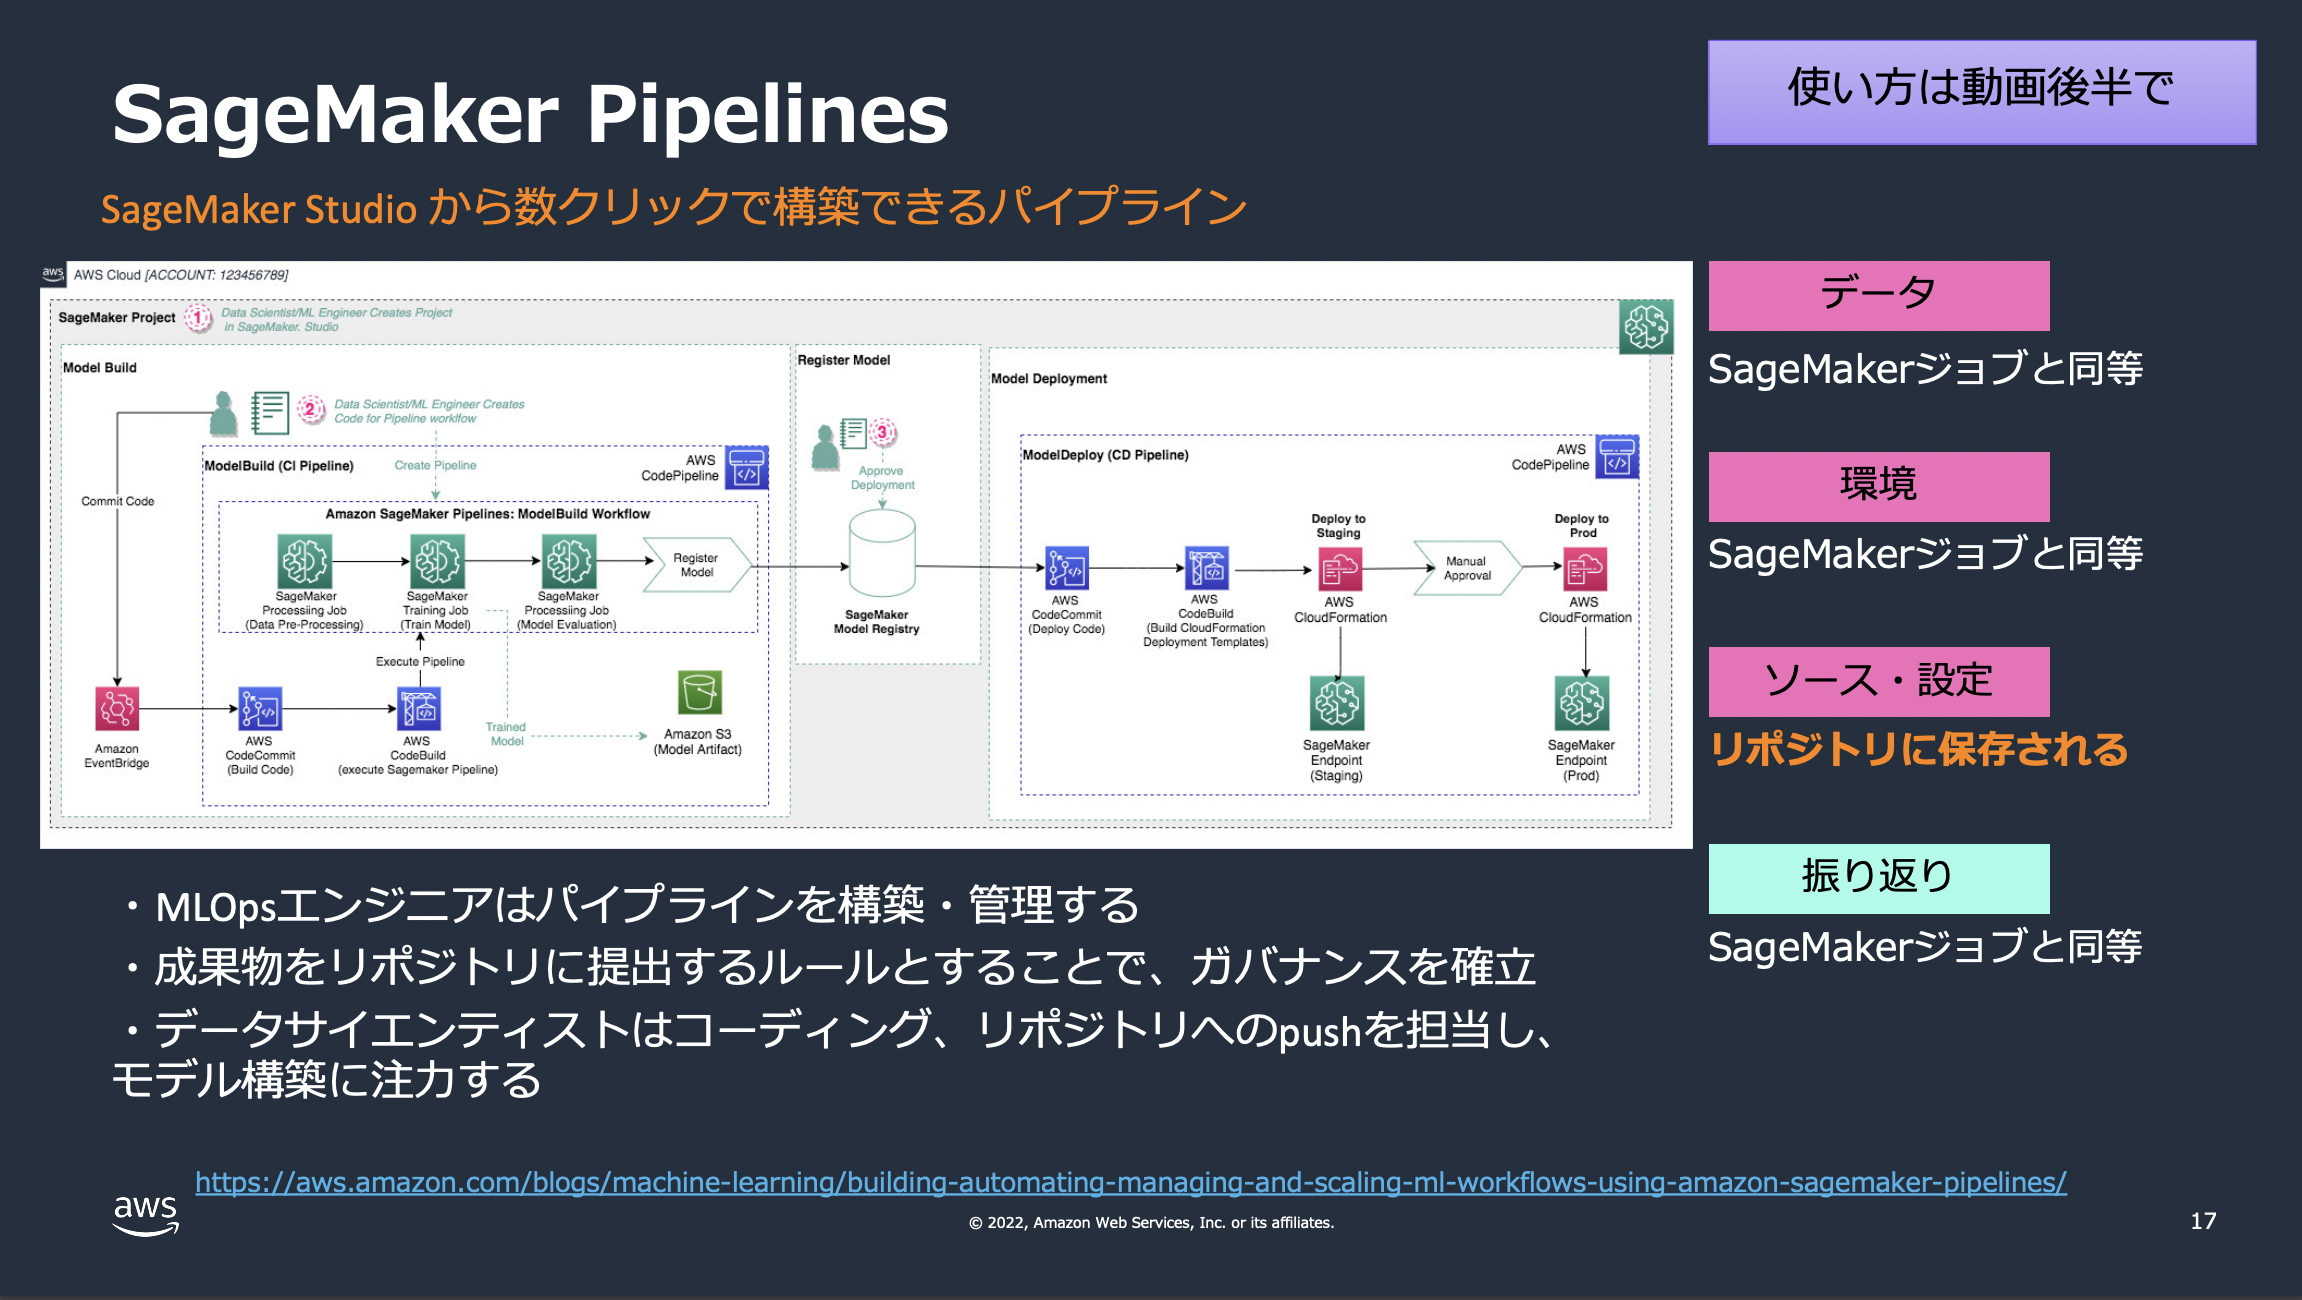 SageMaker Pipelines
使い方は動画後半で
SageMaker Studio から数クリックで構築できるパイプライン
aws
AWS Cloud [ACCOUNT: 123456789]
SageMaker Project
1
Data Scientist/ML Engineer Creates Project
in SageMaker. Studio
Model Build
2
Data Scientist/ML Engineer Creates
Code for Pipeline worklfow
Commit Code
ModelBuild (CI Pipeline)
Create Pipeline
AWS
CodePipeline
Amazon SageMaker Pipelines: ModelBuild Workflow
SageMaker
Processiing Job
(Data Pre-Processing)
SageMaker
Training Job
(Train Model)
SageMaker
Processiing Job
(Model Evaluation)
Register
Model
Execute Pipeline
Amazon
EventBridge
AWS
CodeCommit
(Build Code)
AWS
CodeBuild
(execute Sagemaker Pipeline)
Trained
Model
Amazon S3
(Model Artifact)
Register Model
3
Approve
Deployment
SageMaker
Model Registry
Model Deployment
ModelDeploy (CD Pipeline)
AWS
CodePipeline
AWS
CodeCommit
(Deploy Code)
AWS
CodeBuild
(Build CloudFormation
Deployment Templates)
Deploy to
Staging
AWS
CloudFormation
Manual
Approval
Deploy to
Prod
AWS
CloudFormation
SageMaker
Endpoint
(Staging)
SageMaker
Endpoint
(Prod)
データ
SageMakerジョブと同等
環境
SageMakerジョブと同等
ソース・設定
リポジトリに保存される
振り返り
SageMakerジョブと同等
・MLOpsエンジニアはパイプラインを構築・管理する
・成果物をリポジトリに提出するルールとすることで、ガバナンスを確立
・データサイエンティストはコーディング、リポジトリへのpushを担当し、
モデル構築に注力する
https://aws.amazon.com/blogs/machine-learning/building-automating-managing-and-scaling-ml-workflows-using-amazon-sagemaker-pipelines/
aws
© 2022, Amazon Web Services, Inc. or its affiliates.
17